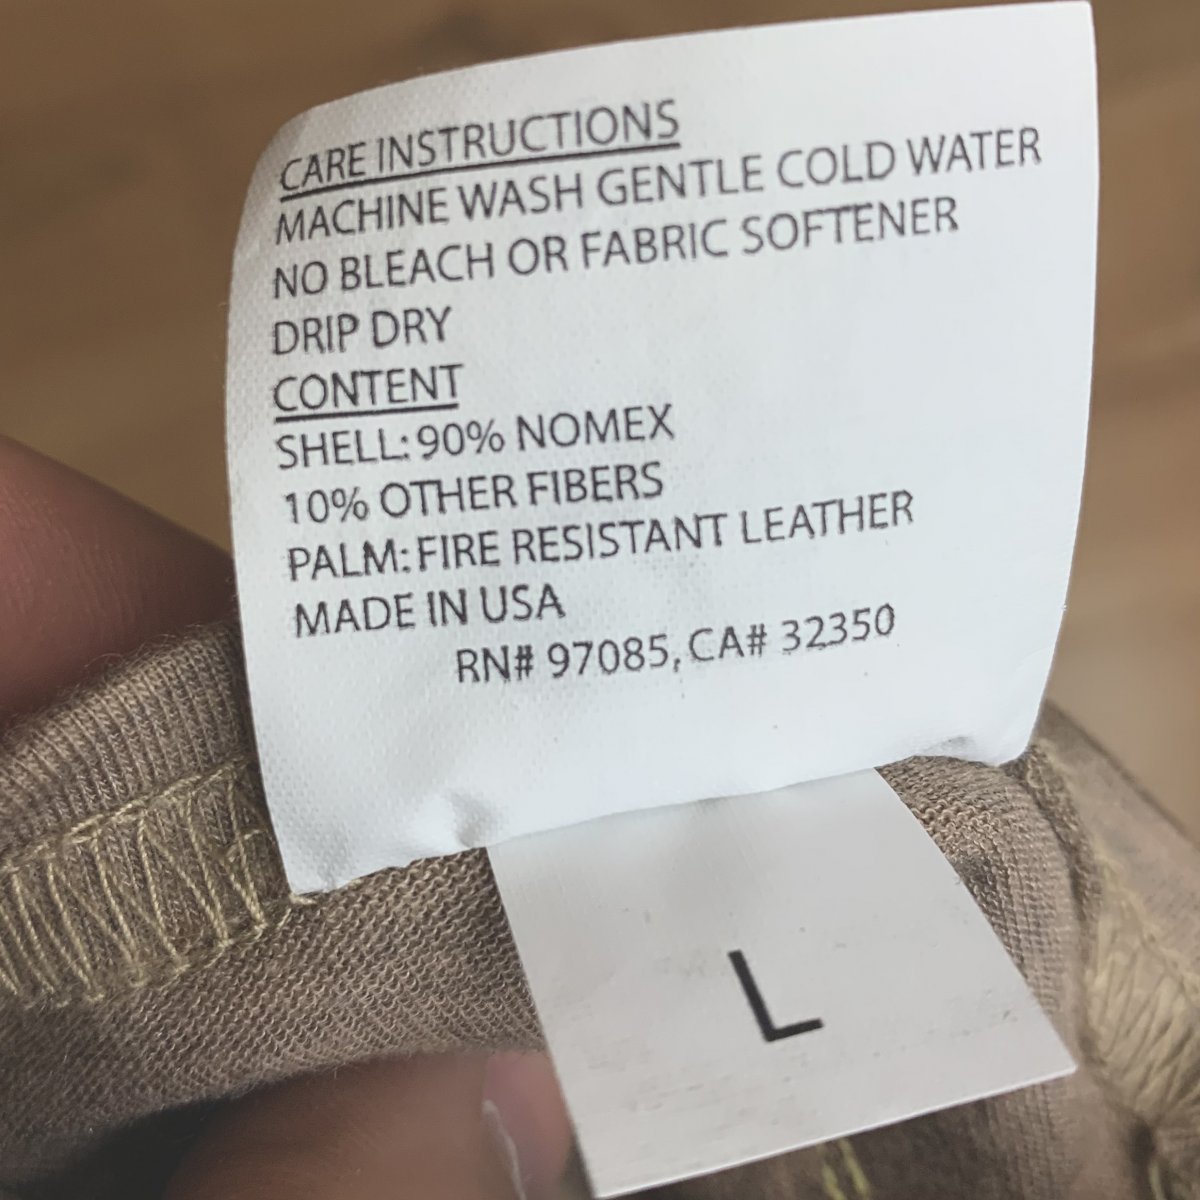 CARE INSTRUCTIONS
MACHINE WASH GENTLE COLD WATER
NO BLEACH OR FABRIC SOFTENER
DRIP DRY
CONTENT
SHELL: 90% NOMEX
10% OTHER FIBERS
PALM: FIRE RESISTANT LEATHER
MADE IN USA
RN# 97085, CA# 32350
L